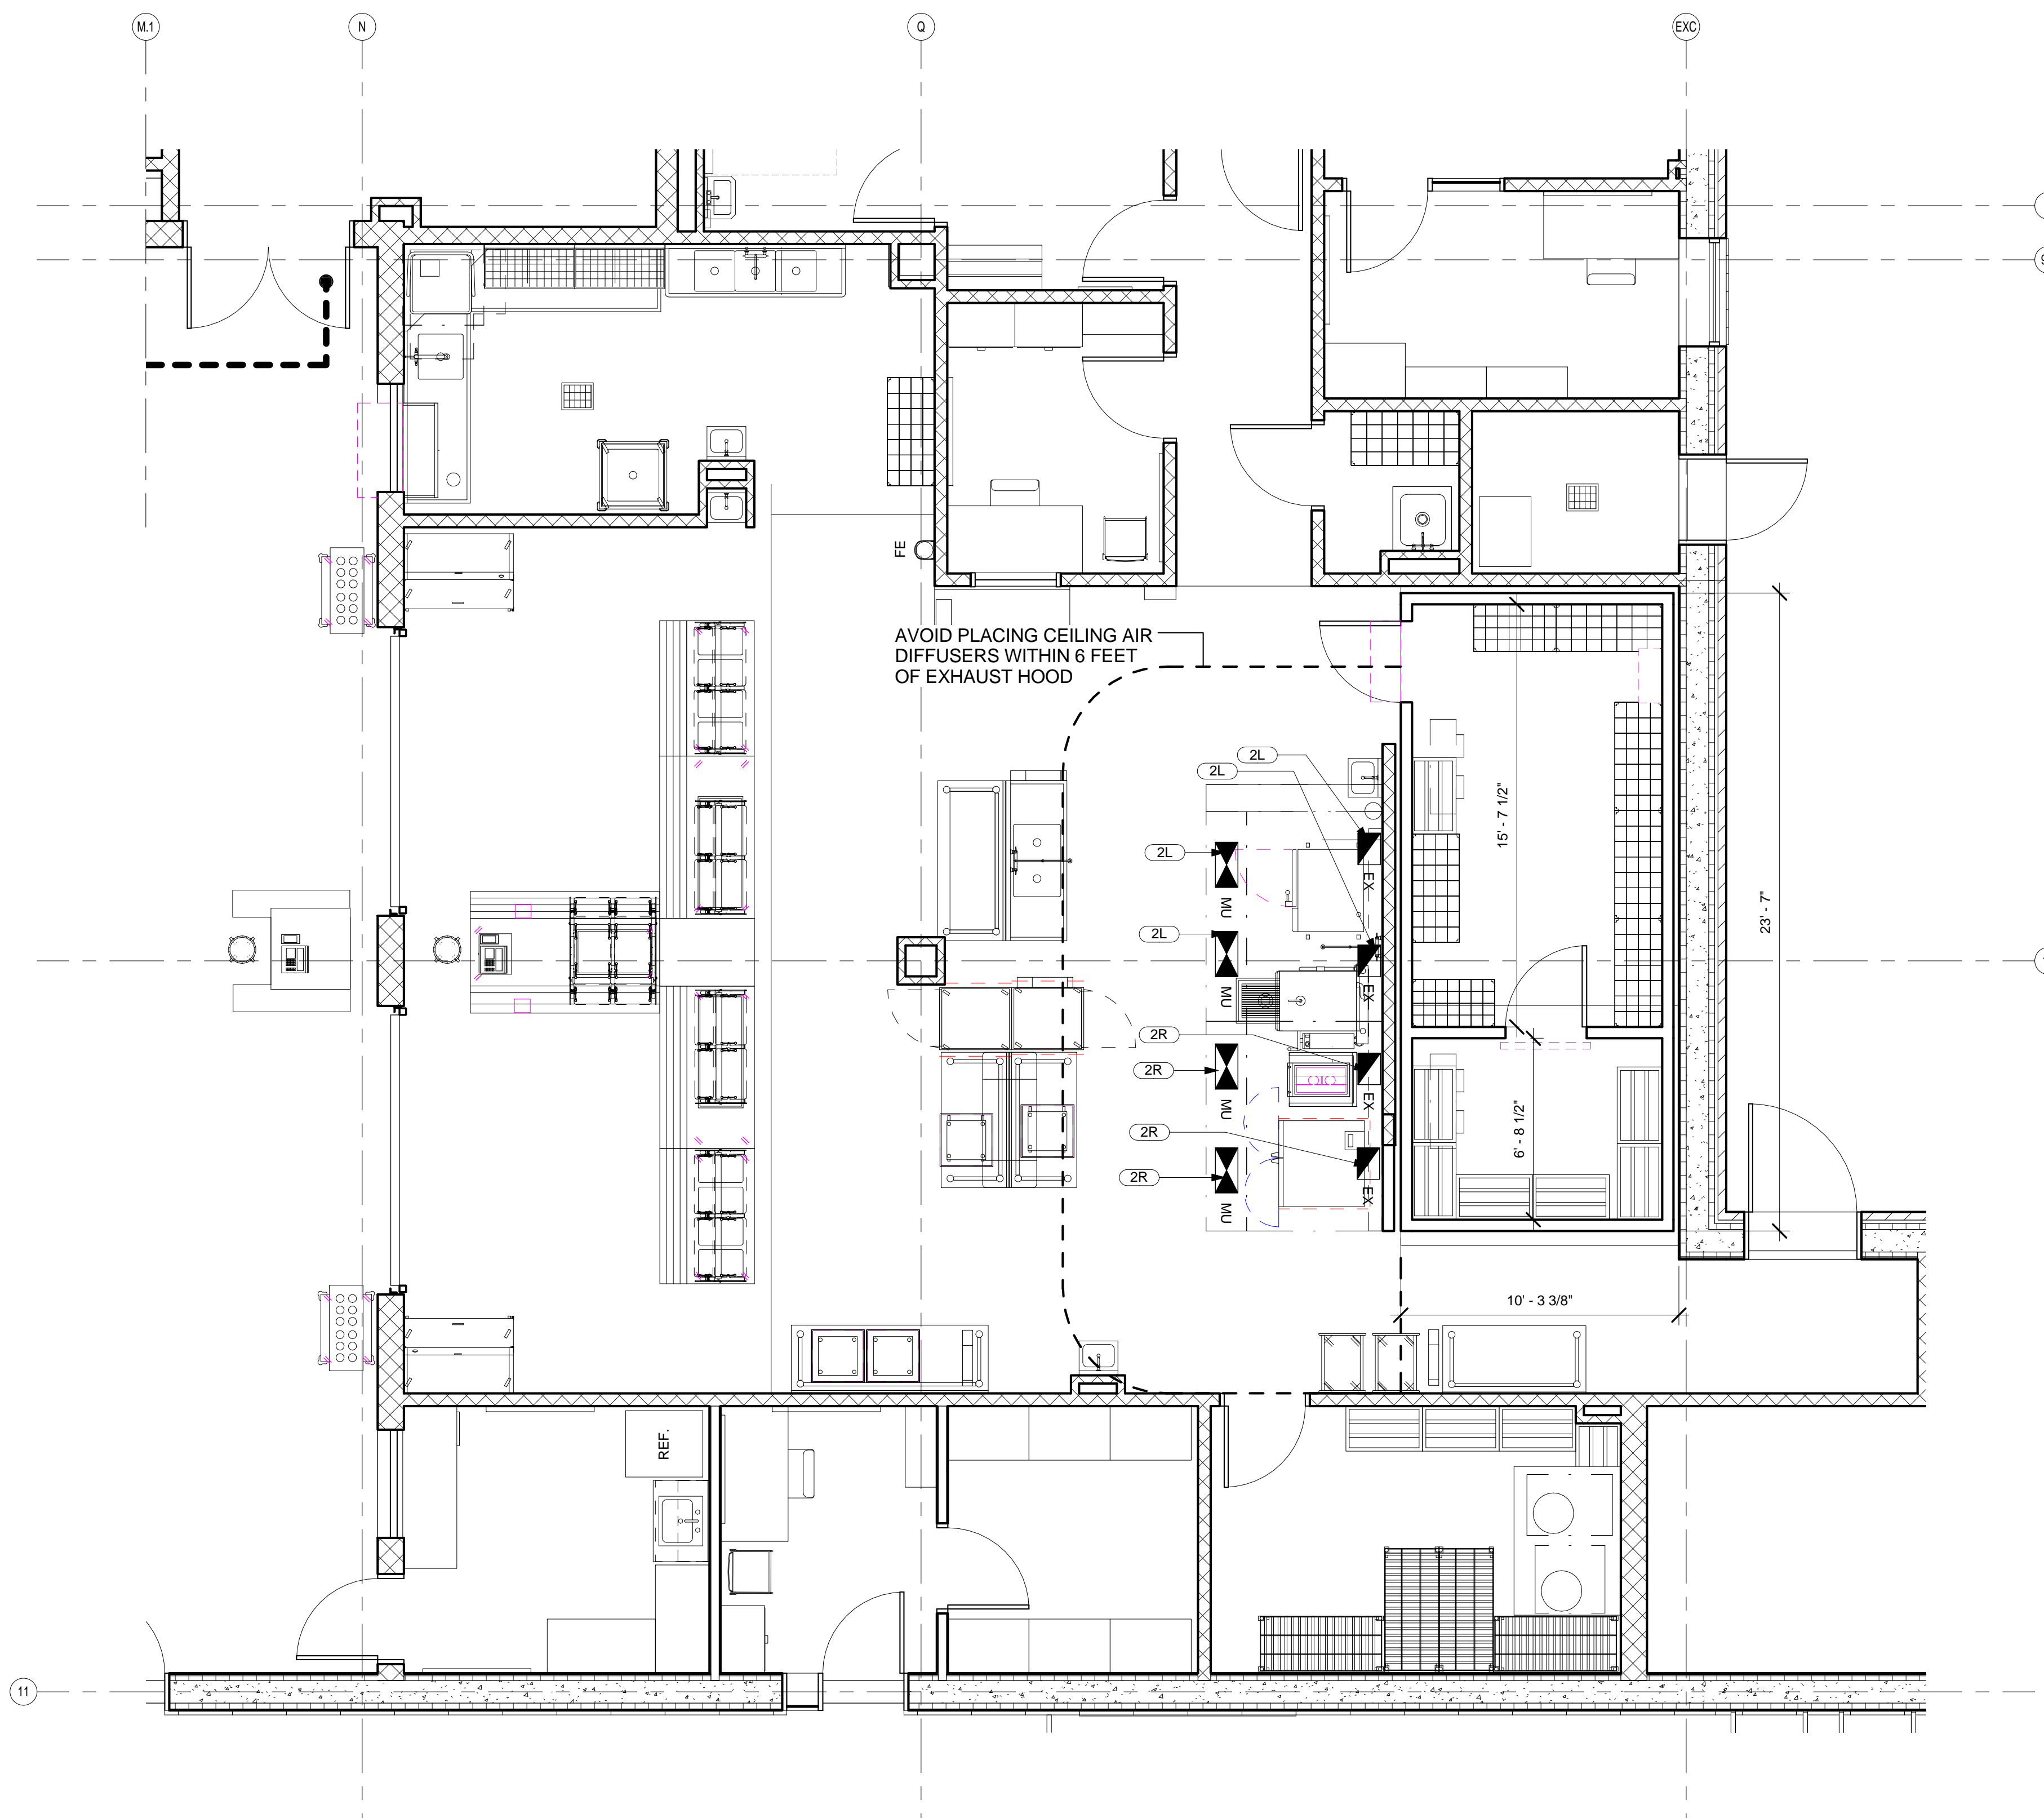 M.1
N
Q
EXC
FE
AVOID PLACING CEILING AIR
DIFFUSERS WITHIN 6 FEET
OF EXHAUST HOOD
2L
2L
2L
EX
MU
15' - 7 1/2"
23' - 7"
2L
EX
MU
2R
2R
EX
MU
2R
2R
EX
MU
6' - 8 1/2"
10' - 3 3/8"
REF.
11